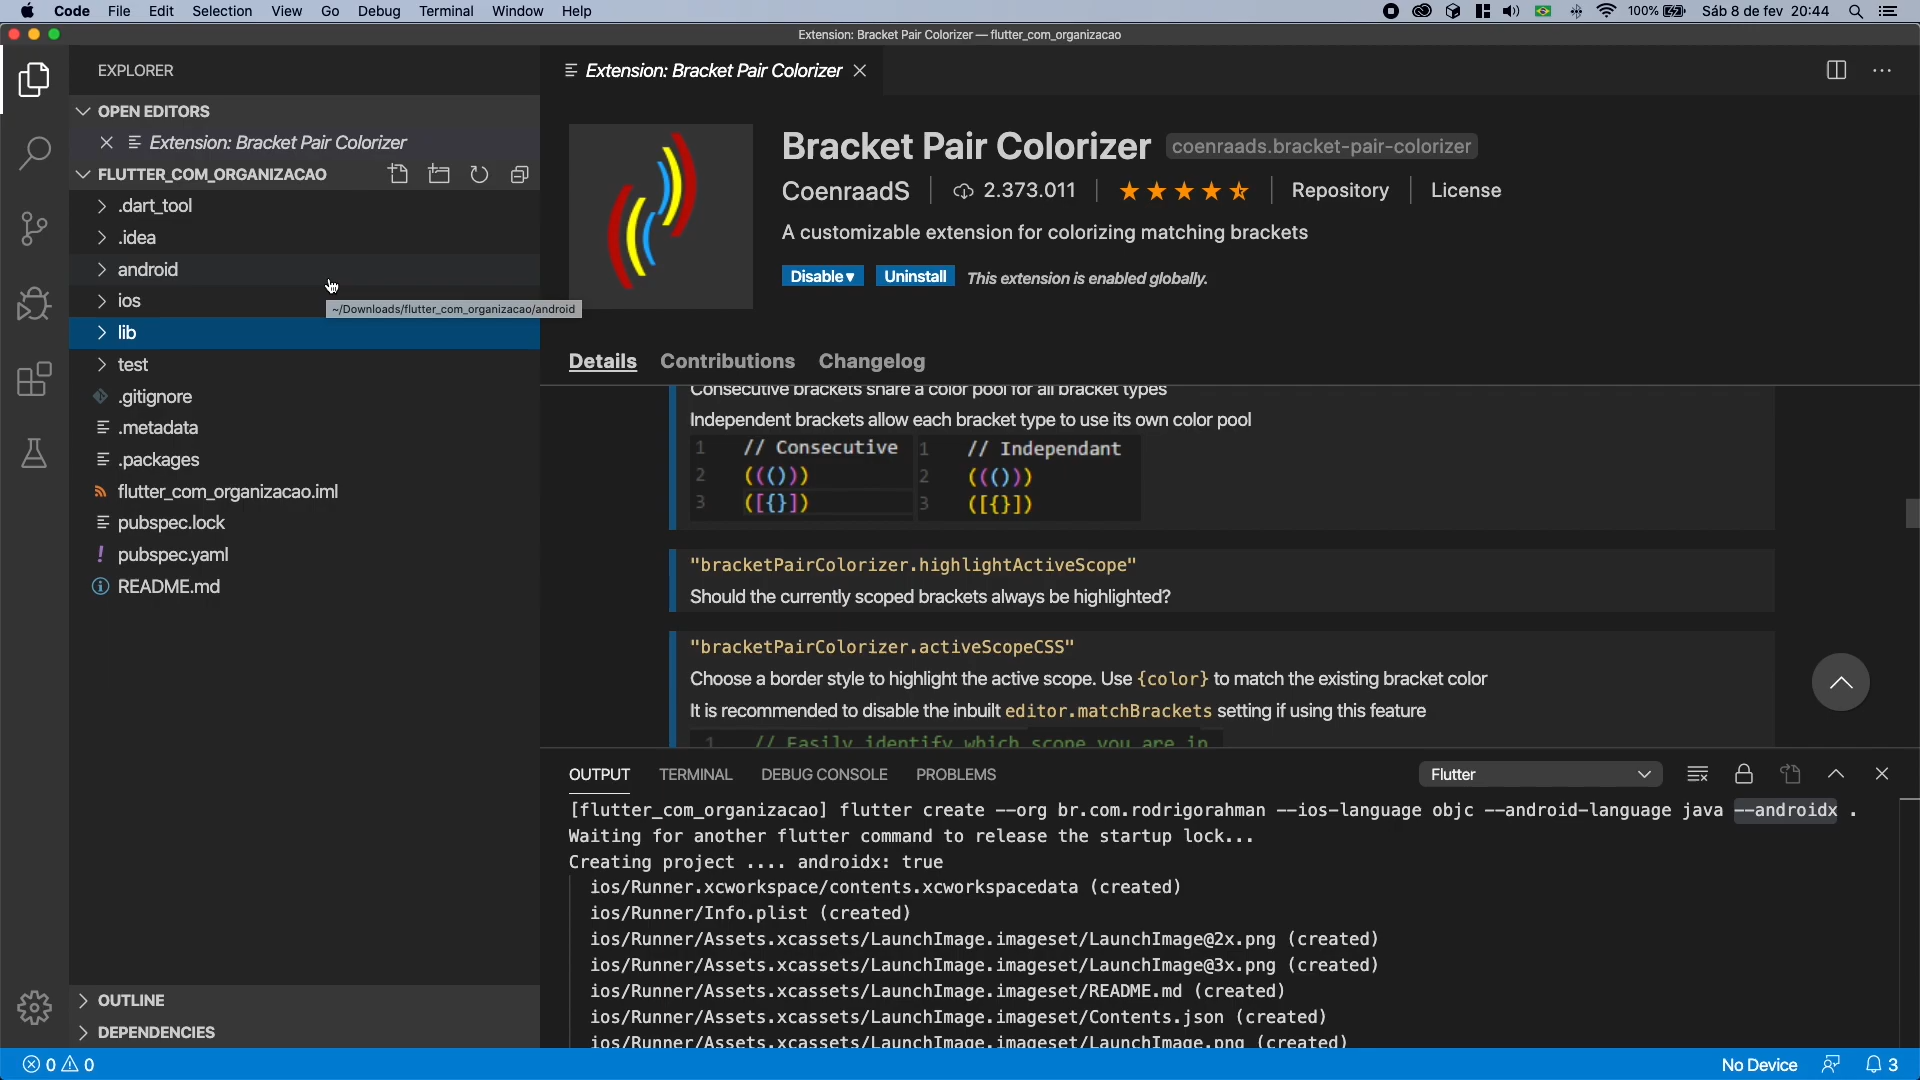 Code File Edit Selection View Go Debug Terminal Window Help 100% Sáb 8 de fev 20:44
Extension: Bracket Pair Colorizer — flutter_com_organizacao
EXPLORER
Extension: Bracket Pair Colorizer
OPEN EDITORS
Extension: Bracket Pair Colorizer
FLUTTER_COM_ORGANIZACAO
.dart_tool
.idea
android
ios
~/Downloads/flutter_com_organizacao/android
lib
test
.gitignore
.metadata
.packages
flutter_com_organizacao.iml
pubspec.lock
pubspec.yaml
README.md
OUTLINE
DEPENDENCIES
Bracket Pair Colorizer coenraads.bracket-pair-colorizer
CoenraadS 2.373.011 Repository License
A customizable extension for colorizing matching brackets
Disable Uninstall This extension is enabled globally.
Details Contributions Changelog
Consecutive brackets share a color pool for all bracket types
Independent brackets allow each bracket type to use its own color pool
1 // Consecutive 1 // Independant
2 ((())) 2 ((()))
3 ([{}]) 3 ([{}])
"bracketPairColorizer.highlightActiveScope"
Should the currently scoped brackets always be highlighted?
"bracketPairColorizer.activeScopeCSS"
Choose a border style to highlight the active scope. Use {color} to match the existing bracket color
It is recommended to disable the inbuilt editor.matchBrackets setting if using this feature
1 // Easily identify which scope you are in
OUTPUT TERMINAL DEBUG CONSOLE PROBLEMS Flutter
[flutter_com_organizacao] flutter create --org br.com.rodrigorahman --ios-language objc --android-language java --androidx .
Waiting for another flutter command to release the startup lock...
Creating project .... androidx: true
ios/Runner.xcworkspace/contents.xcworkspacedata (created)
ios/Runner/Info.plist (created)
ios/Runner/Assets.xcassets/LaunchImage.imageset/LaunchImage@2x.png (created)
ios/Runner/Assets.xcassets/LaunchImage.imageset/LaunchImage@3x.png (created)
ios/Runner/Assets.xcassets/LaunchImage.imageset/README.md (created)
ios/Runner/Assets.xcassets/LaunchImage.imageset/Contents.json (created)
ios/Runner/Assets.xcassets/LaunchImage.imageset/LaunchImage.png (created)
0 0 No Device 3